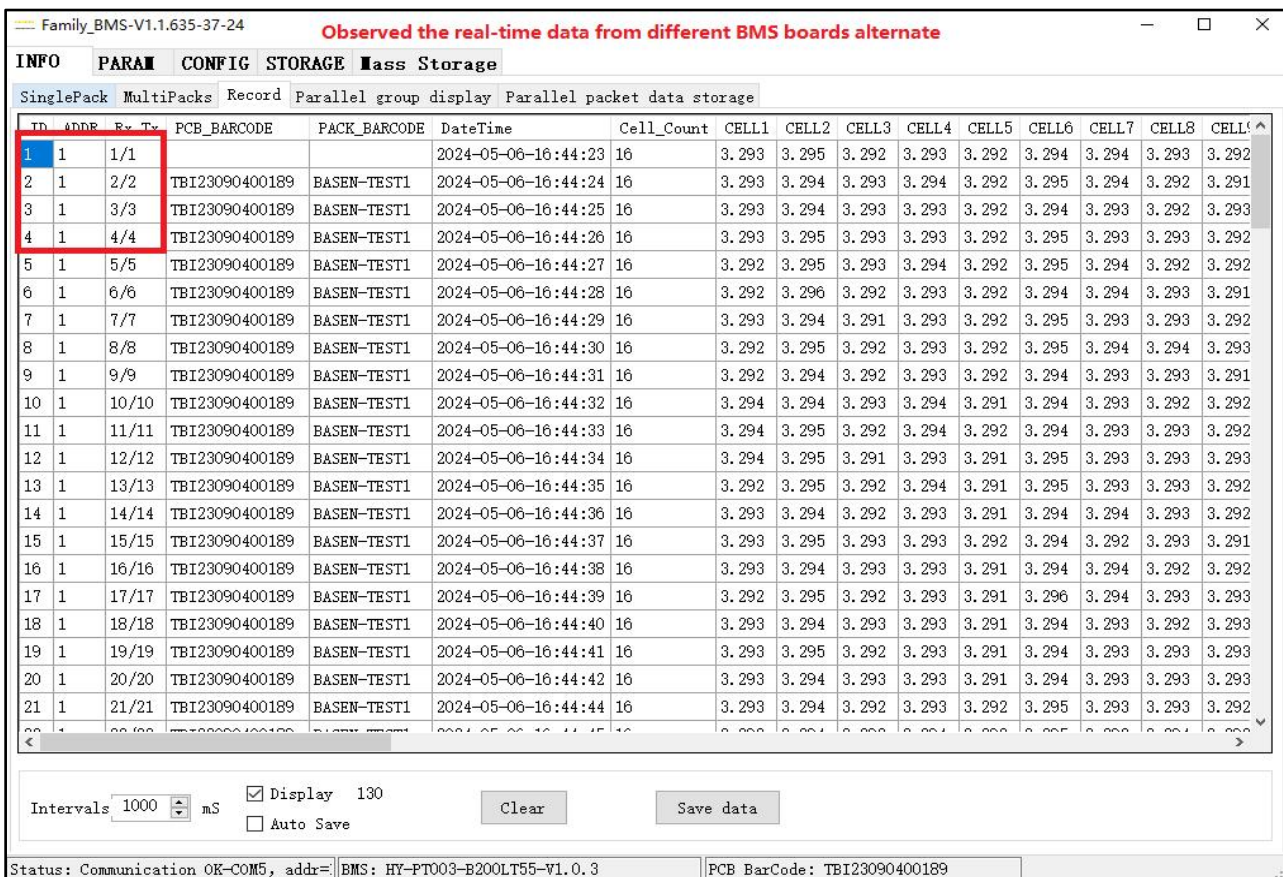 Family_BMS-V1.1.635-37-24
Observed the real-time data from different BMS boards alternate
INFO PARAM CONFIG STORAGE Mass Storage
SinglePack MultiPacks Record Parallel group display Parallel packet data storage
ID ADDR Rx_Tx PCB_BARCODE PACK_BARCODE DateTime Cell_Count CELL1 CELL2 CELL3 CELL4 CELL5 CELL6 CELL7 CELL8
1 1 1/1 2024-05-06-16:44:23 16 3.293 3.295 3.292 3.293 3.292 3.294 3.294 3.293 3.292
2 1 2/2 TBI23090400189 BASEN-TEST1 2024-05-06-16:44:24 16 3.293 3.294 3.293 3.294 3.292 3.295 3.294 3.292 3.291
3 1 3/3 TBI23090400189 BASEN-TEST1 2024-05-06-16:44:25 16 3.293 3.294 3.293 3.293 3.292 3.294 3.293 3.292 3.293
4 1 4/4 TBI23090400189 BASEN-TEST1 2024-05-06-16:44:26 16 3.293 3.295 3.293 3.293 3.292 3.295 3.293 3.293 3.292
5 1 5/5 TBI23090400189 BASEN-TEST1 2024-05-06-16:44:27 16 3.292 3.295 3.293 3.294 3.292 3.295 3.294 3.292 3.292
6 1 6/6 TBI23090400189 BASEN-TEST1 2024-05-06-16:44:28 16 3.292 3.296 3.292 3.293 3.292 3.294 3.294 3.293 3.291
7 1 7/7 TBI23090400189 BASEN-TEST1 2024-05-06-16:44:29 16 3.293 3.294 3.291 3.293 3.292 3.295 3.293 3.293 3.292
8 1 8/8 TBI23090400189 BASEN-TEST1 2024-05-06-16:44:30 16 3.292 3.295 3.292 3.293 3.292 3.295 3.294 3.294 3.293
9 1 9/9 TBI23090400189 BASEN-TEST1 2024-05-06-16:44:31 16 3.292 3.294 3.292 3.293 3.292 3.294 3.293 3.293 3.291
10 1 10/10 TBI23090400189 BASEN-TEST1 2024-05-06-16:44:32 16 3.294 3.294 3.293 3.294 3.291 3.294 3.293 3.292 3.292
11 1 11/11 TBI23090400189 BASEN-TEST1 2024-05-06-16:44:33 16 3.294 3.295 3.292 3.294 3.292 3.294 3.293 3.293 3.292
12 1 12/12 TBI23090400189 BASEN-TEST1 2024-05-06-16:44:34 16 3.294 3.295 3.291 3.293 3.291 3.295 3.293 3.293 3.293
13 1 13/13 TBI23090400189 BASEN-TEST1 2024-05-06-16:44:35 16 3.292 3.295 3.292 3.294 3.291 3.295 3.293 3.293 3.292
14 1 14/14 TBI23090400189 BASEN-TEST1 2024-05-06-16:44:36 16 3.293 3.294 3.292 3.293 3.291 3.294 3.294 3.293 3.292
15 1 15/15 TBI23090400189 BASEN-TEST1 2024-05-06-16:44:37 16 3.293 3.295 3.293 3.293 3.292 3.294 3.292 3.293 3.291
16 1 16/16 TBI23090400189 BASEN-TEST1 2024-05-06-16:44:38 16 3.293 3.294 3.293 3.293 3.291 3.294 3.294 3.292 3.292
17 1 17/17 TBI23090400189 BASEN-TEST1 2024-05-06-16:44:39 16 3.292 3.295 3.292 3.293 3.291 3.296 3.294 3.293 3.293
18 1 18/18 TBI23090400189 BASEN-TEST1 2024-05-06-16:44:40 16 3.293 3.294 3.293 3.293 3.291 3.294 3.293 3.292 3.293
19 1 19/19 TBI23090400189 BASEN-TEST1 2024-05-06-16:44:41 16 3.293 3.295 3.292 3.293 3.291 3.294 3.293 3.293 3.293
20 1 20/20 TBI23090400189 BASEN-TEST1 2024-05-06-16:44:42 16 3.293 3.294 3.293 3.293 3.291 3.294 3.293 3.293 3.293
21 1 21/21 TBI23090400189 BASEN-TEST1 2024-05-06-16:44:44 16 3.293 3.294 3.292 3.293 3.292 3.295 3.293 3.293 3.292
Intervals 1000 mS Display 130 Clear Save data
Auto Save
Status: Communication OK-COM5, addr= BMS: HY-PT003-B200LT55-V1.0.3 PCB BarCode: TBI23090400189